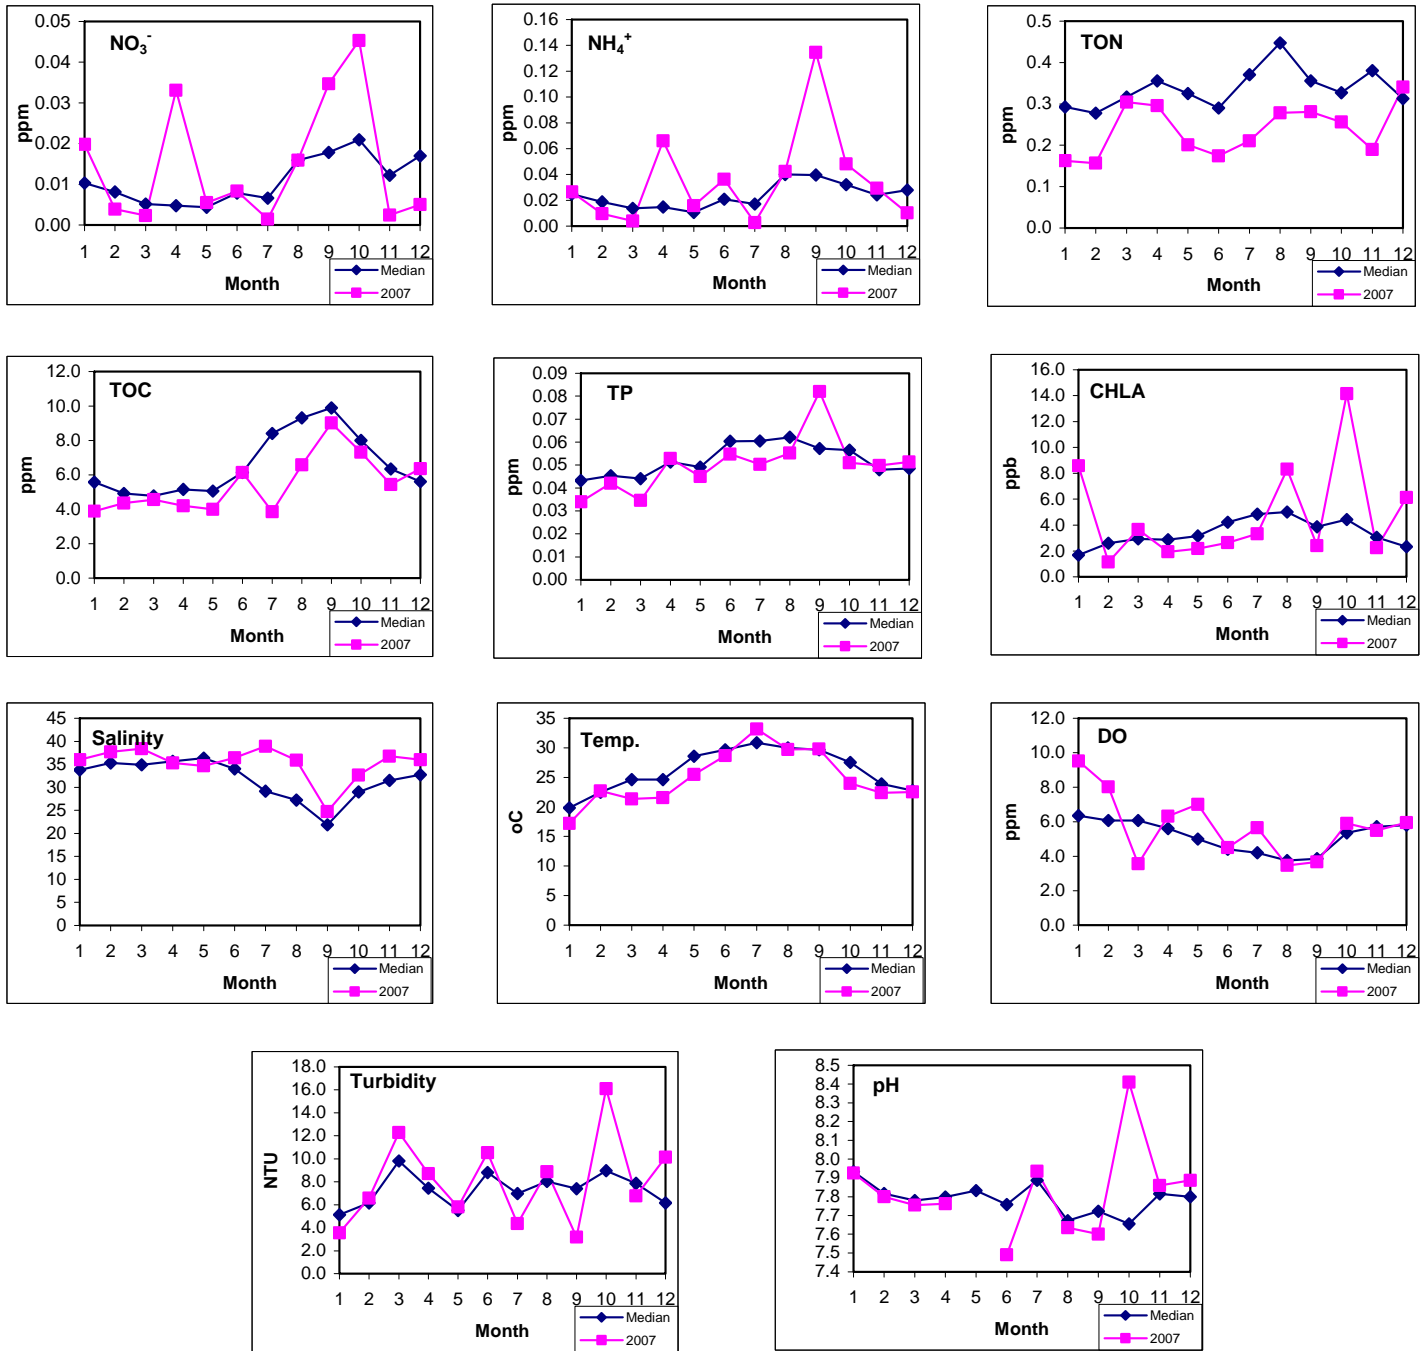 NO₃⁻
ppm
0.05
0.04
0.03
0.02
0.01
0.00
1 2 3 4 5 6 7 8 9 10 11 12
Month
Median
2007
NH₄⁺
ppm
0.16
0.14
0.12
0.10
0.08
0.06
0.04
0.02
0.00
1 2 3 4 5 6 7 8 9 10 11 12
Month
Median
2007
TON
ppm
0.5
0.4
0.3
0.2
0.1
0.0
1 2 3 4 5 6 7 8 9 10 11 12
Month
Median
2007
TOC
ppm
12.0
10.0
8.0
6.0
4.0
2.0
0.0
1 2 3 4 5 6 7 8 9 10 11 12
Month
Median
2007
TP
ppm
0.09
0.08
0.07
0.06
0.05
0.04
0.03
0.02
0.01
0.00
1 2 3 4 5 6 7 8 9 10 11 12
Month
Median
2007
CHLA
ppb
16.0
14.0
12.0
10.0
8.0
6.0
4.0
2.0
0.0
1 2 3 4 5 6 7 8 9 10 11 12
Month
Median
2007
Salinity
45
40
35
30
25
20
15
10
5
0
1 2 3 4 5 6 7 8 9 10 11 12
Month
Median
2007
Temp.
oC
35
30
25
20
15
10
5
0
1 2 3 4 5 6 7 8 9 10 11 12
Month
Median
2007
DO
ppm
12.0
10.0
8.0
6.0
4.0
2.0
0.0
1 2 3 4 5 6 7 8 9 10 11 12
Month
Median
2007
Turbidity
NTU
18.0
16.0
14.0
12.0
10.0
8.0
6.0
4.0
2.0
0.0
1 2 3 4 5 6 7 8 9 10 11 12
Month
Median
2007
pH
8.5
8.4
8.3
8.2
8.1
8.0
7.9
7.8
7.7
7.6
7.5
7.4
1 2 3 4 5 6 7 8 9 10 11 12
Month
Median
2007